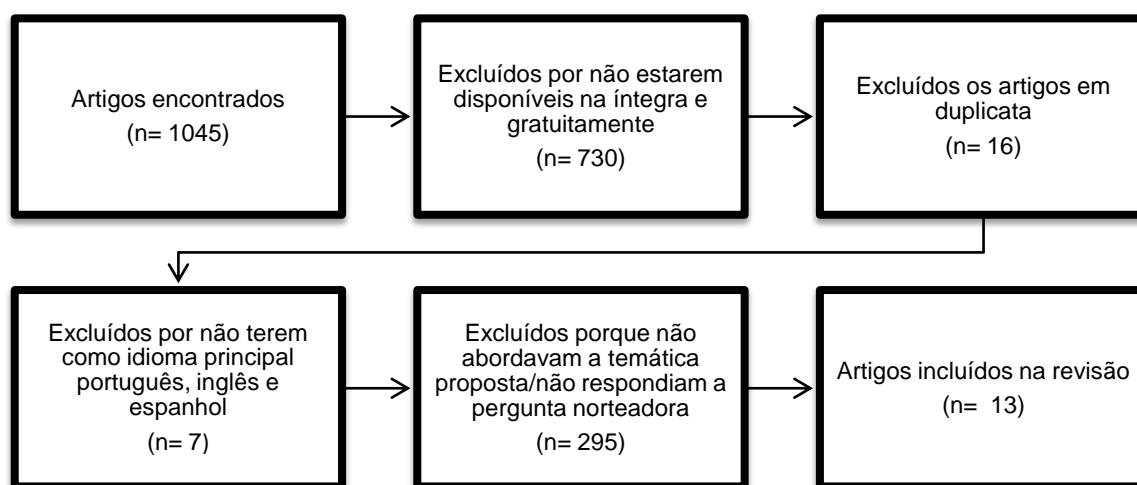 Artigos encontrados
(n= 1045)
Excluídos por não estarem
disponíveis na íntegra e
gratuitamente
(n= 730)
Excluídos os artigos em
duplicata
(n= 16)
Excluídos por não terem
como idioma principal
português, inglês e
espanhol
(n= 7)
Excluídos porque não
abordavam a temática
proposta/não respondiam a
pergunta norteadora
(n= 295)
Artigos incluídos na revisão
(n= 13)